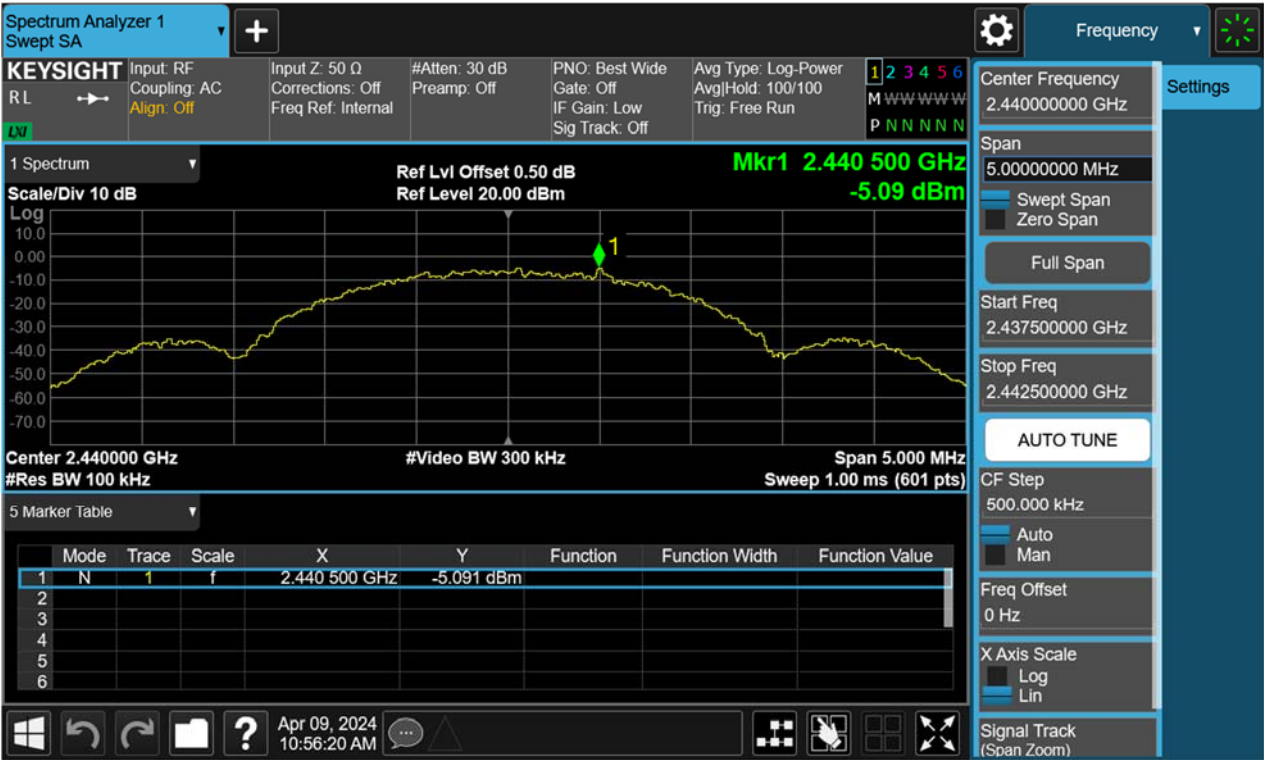 Spectrum Analyzer 1
Swept SA
+
Frequency
KEYSIGHT
R L
LXI
Input: RF
Coupling: AC
Align: Off
Input Z: 50 Ω
Corrections: Off
Freq Ref: Internal
#Atten: 30 dB
Preamp: Off
PNO: Best Wide
Gate: Off
IF Gain: Low
Sig Track: Off
Avg Type: Log-Power
Avg|Hold: 100/100
Trig: Free Run
1 2 3 4 5 6
M W W W W W
P N N N N N
Center Frequency
2.440000000 GHz
Settings
Span
5.00000000 MHz
Swept Span
Zero Span
Full Span
Start Freq
2.437500000 GHz
Stop Freq
2.442500000 GHz
AUTO TUNE
CF Step
500.000 kHz
Auto
Man
Freq Offset
0 Hz
X Axis Scale
Log
Lin
Signal Track
(Span Zoom)
1 Spectrum
Scale/Div 10 dB
Ref Lvl Offset 0.50 dB
Ref Level 20.00 dBm
Mkr1 2.440 500 GHz
-5.09 dBm
Log
10.0
0.00
-10.0
-20.0
-30.0
-40.0
-50.0
-60.0
-70.0
1
Center 2.440000 GHz
#Res BW 100 kHz
#Video BW 300 kHz
Span 5.000 MHz
Sweep 1.00 ms (601 pts)
5 Marker Table
Mode Trace Scale X Y Function Function Width Function Value
1 N 1 f 2.440 500 GHz -5.091 dBm
2
3
4
5
6
?
Apr 09, 2024
10:56:20 AM